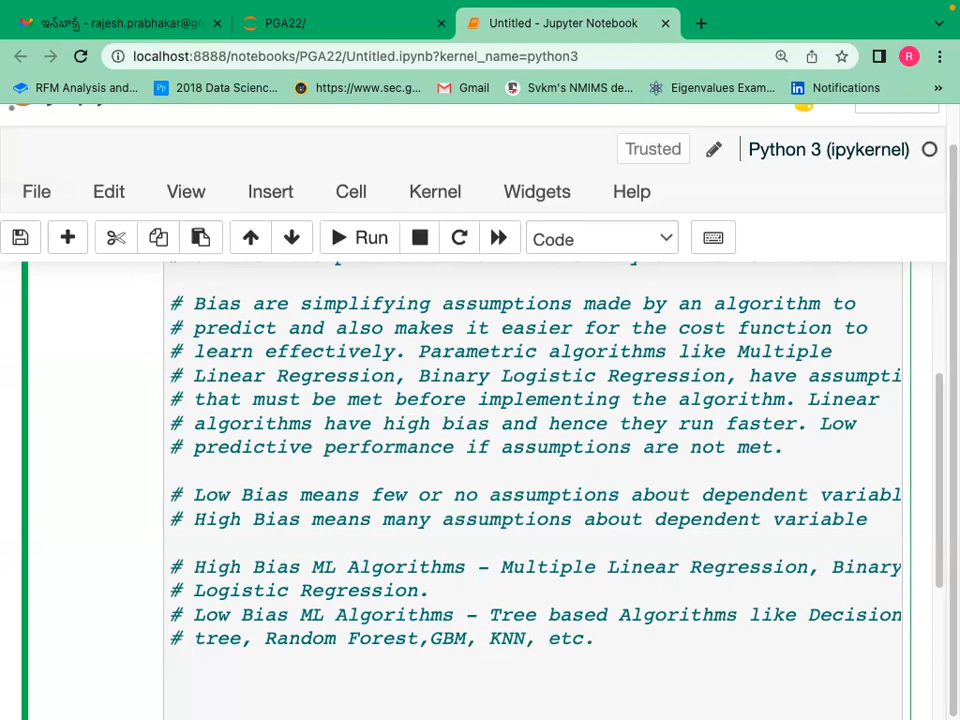 ఇన్‌బాక్స్ - rajesh.prabhakar@gn
PGA22/
Untitled - Jupyter Notebook
localhost:8888/notebooks/PGA22/Untitled.ipynb?kernel_name=python3
R
RFM Analysis and...
2018 Data Scienc...
https://www.sec.g...
Gmail
Svkm's NMIMS de...
Eigenvalues Exam...
Notifications
»
Trusted
Python 3 (ipykernel)
File
Edit
View
Insert
Cell
Kernel
Widgets
Help
Run
Code
# Bias are simplifying assumptions made by an algorithm to
# predict and also makes it easier for the cost function to
# learn effectively. Parametric algorithms like Multiple
# Linear Regression, Binary Logistic Regression, have assumpti
# that must be met before implementing the algorithm. Linear
# algorithms have high bias and hence they run faster. Low
# predictive performance if assumptions are not met.
# Low Bias means few or no assumptions about dependent variabl
# High Bias means many assumptions about dependent variable
# High Bias ML Algorithms - Multiple Linear Regression, Binary
# Logistic Regression.
# Low Bias ML Algorithms - Tree based Algorithms like Decision
# tree, Random Forest,GBM, KNN, etc.